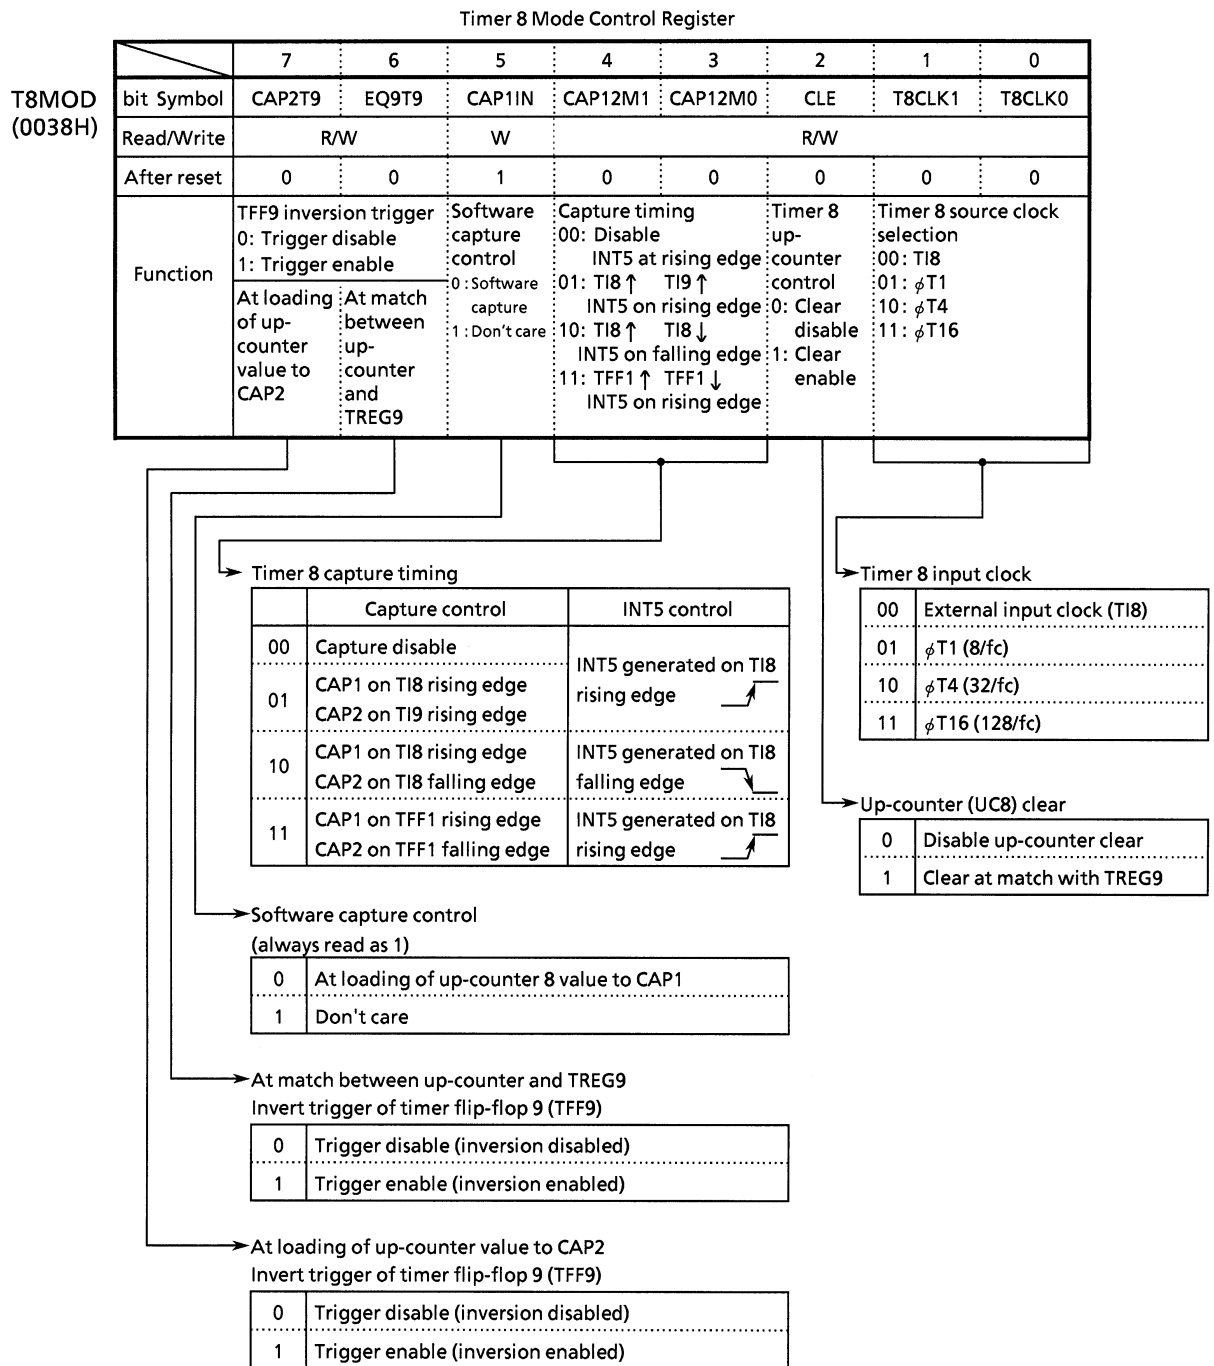 Timer 8 Mode Control Register
7 6 5 4 3 2 1 0
T8MOD
(0038H)
bit Symbol CAP2T9 EQ9T9 CAP1IN CAP12M1 CAP12M0 CLE T8CLK1 T8CLK0
Read/Write R/W W R/W
After reset 0 0 1 0 0 0 0 0
Function
TFF9 inversion trigger
0: Trigger disable
1: Trigger enable
At loading
of up-
counter
value to
CAP2
At match
between
up-
counter
and
TREG9
Software
capture
control
0 : Software
capture
1 : Don't care
Capture timing
00: Disable
INT5 at rising edge
01: TI8 ↑ TI9 ↑
INT5 on rising edge
10: TI8 ↑ TI8 ↓
INT5 on falling edge
11: TFF1 ↑ TFF1 ↓
INT5 on rising edge
Timer 8
up-
counter
control
0: Clear
disable
1: Clear
enable
Timer 8 source clock
selection
00 : TI8
01 : ϕT1
10 : ϕT4
11 : ϕT16
Timer 8 capture timing
Capture control INT5 control
00 Capture disable
01 CAP1 on TI8 rising edge
CAP2 on TI9 rising edge
INT5 generated on TI8
rising edge
10 CAP1 on TI8 rising edge
CAP2 on TI8 falling edge
INT5 generated on TI8
falling edge
11 CAP1 on TFF1 rising edge
CAP2 on TFF1 falling edge
INT5 generated on TI8
rising edge
Timer 8 input clock
00 External input clock (TI8)
01 ϕT1 (8/fc)
10 ϕT4 (32/fc)
11 ϕT16 (128/fc)
Up-counter (UC8) clear
0 Disable up-counter clear
1 Clear at match with TREG9
Software capture control
(always read as 1)
0 At loading of up-counter 8 value to CAP1
1 Don't care
At match between up-counter and TREG9
Invert trigger of timer flip-flop 9 (TFF9)
0 Trigger disable (inversion disabled)
1 Trigger enable (inversion enabled)
At loading of up-counter value to CAP2
Invert trigger of timer flip-flop 9 (TFF9)
0 Trigger disable (inversion disabled)
1 Trigger enable (inversion enabled)